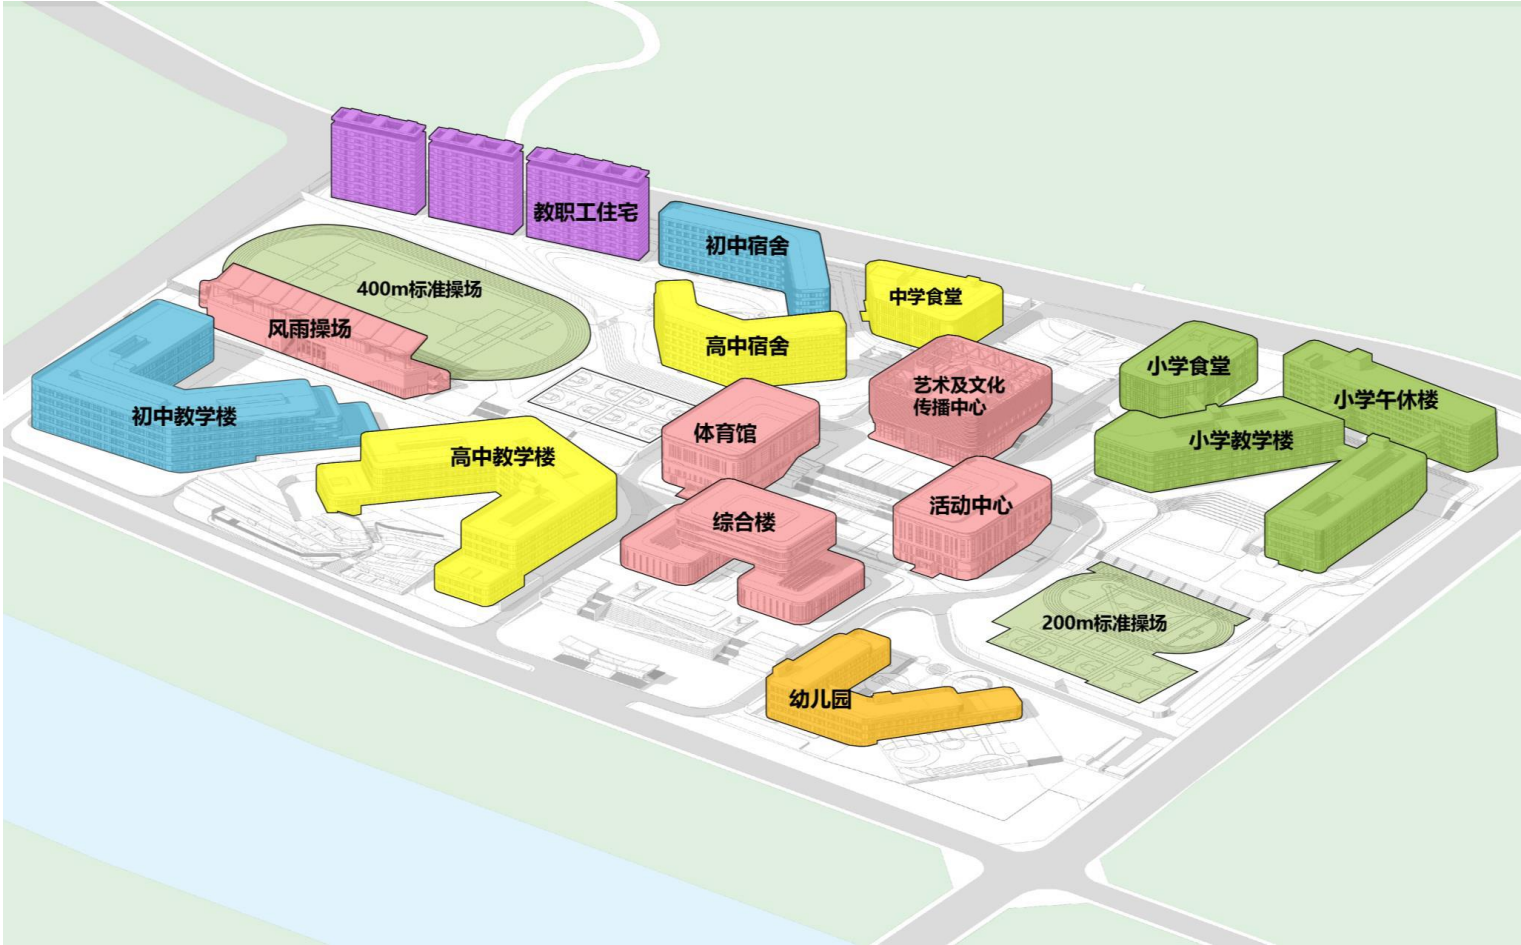 教职工住宅
初中宿舍
400m标准操场
中学食堂
风雨操场
高中宿舍
小学食堂
艺术及文化
传播中心
小学午休楼
初中教学楼
体育馆
小学教学楼
高中教学楼
活动中心
综合楼
200m标准操场
幼儿园